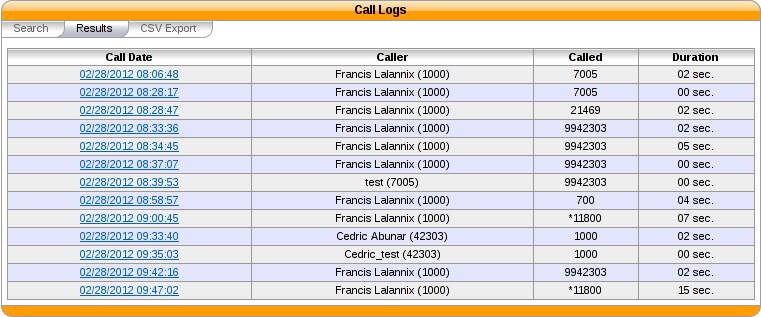 Call Logs
Search Results CSV Export
Call Date Caller Called Duration
02/28/2012 08:06:48 Francis Lalannix (1000) 7005 02 sec.
02/28/2012 08:28:17 Francis Lalannix (1000) 7005 00 sec.
02/28/2012 08:28:47 Francis Lalannix (1000) 21469 02 sec.
02/28/2012 08:33:36 Francis Lalannix (1000) 9942303 02 sec.
02/28/2012 08:34:45 Francis Lalannix (1000) 9942303 05 sec.
02/28/2012 08:37:07 Francis Lalannix (1000) 9942303 00 sec.
02/28/2012 08:39:53 test (7005) 9942303 00 sec.
02/28/2012 08:58:57 Francis Lalannix (1000) 700 04 sec.
02/28/2012 09:00:45 Francis Lalannix (1000) *11800 07 sec.
02/28/2012 09:33:40 Cedric Abunar (42303) 1000 02 sec.
02/28/2012 09:35:03 Cedric_test (42303) 1000 00 sec.
02/28/2012 09:42:16 Francis Lalannix (1000) 9942303 02 sec.
02/28/2012 09:47:02 Francis Lalannix (1000) *11800 15 sec.